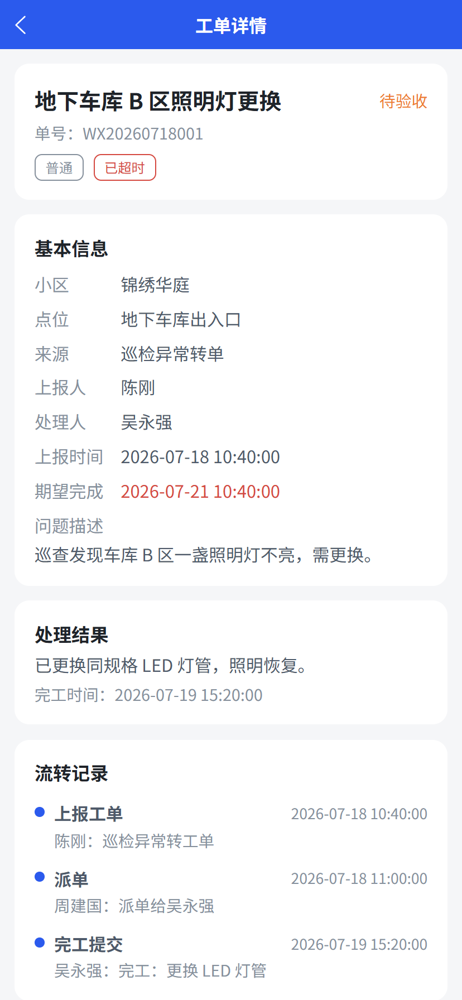 工单详情
地下车库 B 区照明灯更换
待验收
单号：WX20260718001
普通 已超时
基本信息
小区 锦绣华庭
点位 地下车库出入口
来源 巡检异常转单
上报人 陈刚
处理人 吴永强
上报时间 2026-07-18 10:40:00
期望完成 2026-07-21 10:40:00
问题描述
巡查发现车库 B 区一盏照明灯不亮，需更换。
处理结果
已更换同规格 LED 灯管，照明恢复。
完工时间：2026-07-19 15:20:00
流转记录
上报工单 2026-07-18 10:40:00
陈刚：巡检异常转工单
派单 2026-07-18 11:00:00
周建国：派单给吴永强
完工提交 2026-07-19 15:20:00
吴永强：完工：更换 LED 灯管